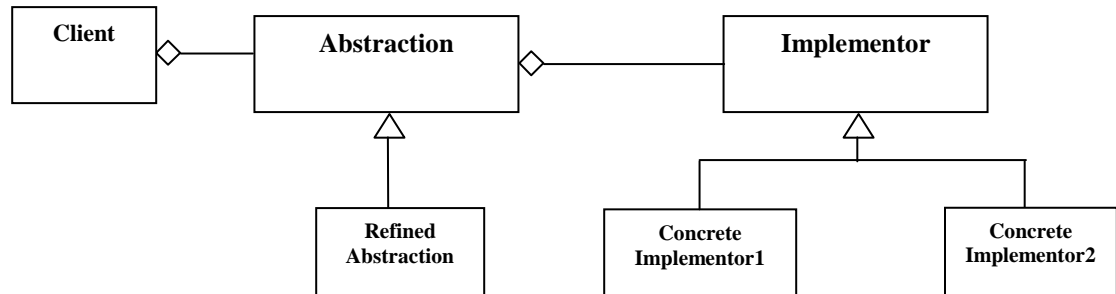 Client
Abstraction
Implementor
Refined
Abstraction
Concrete
Implementor1
Concrete
Implementor2